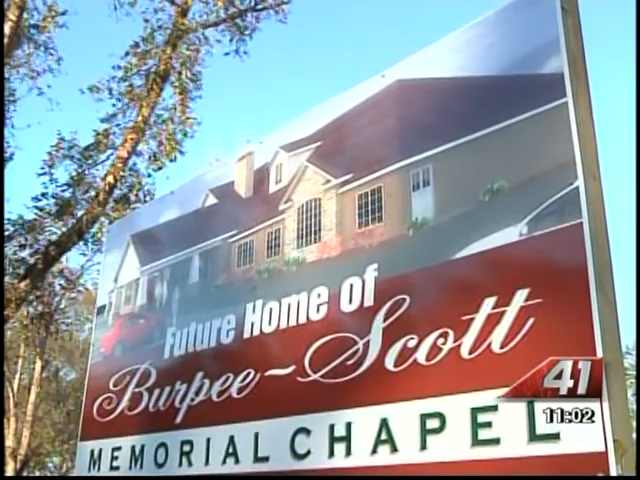 Future Home of
Burpee~Scott
MEMORIAL CHAPEL
41
11:02